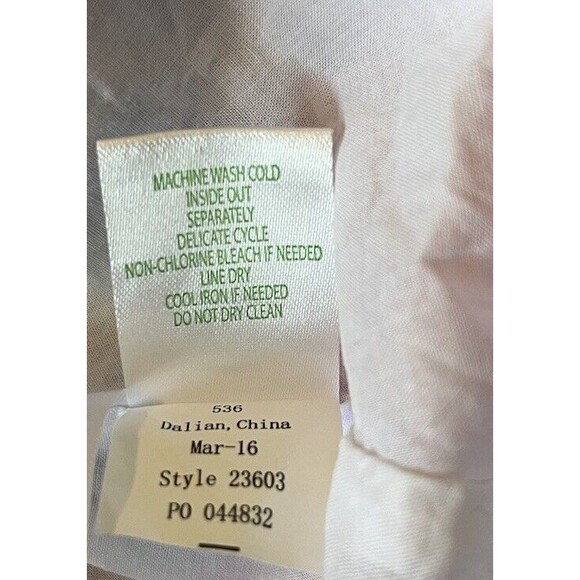 MACHINE WASH COLD
INSIDE OUT
SEPARATELY
DELICATE CYCLE
NON-CHLORINE BLEACH IF NEEDED
LINE DRY
COOL IRON IF NEEDED
DO NOT DRY CLEAN
536
Dalian, China
Mar-16
Style 23603
PO 044832